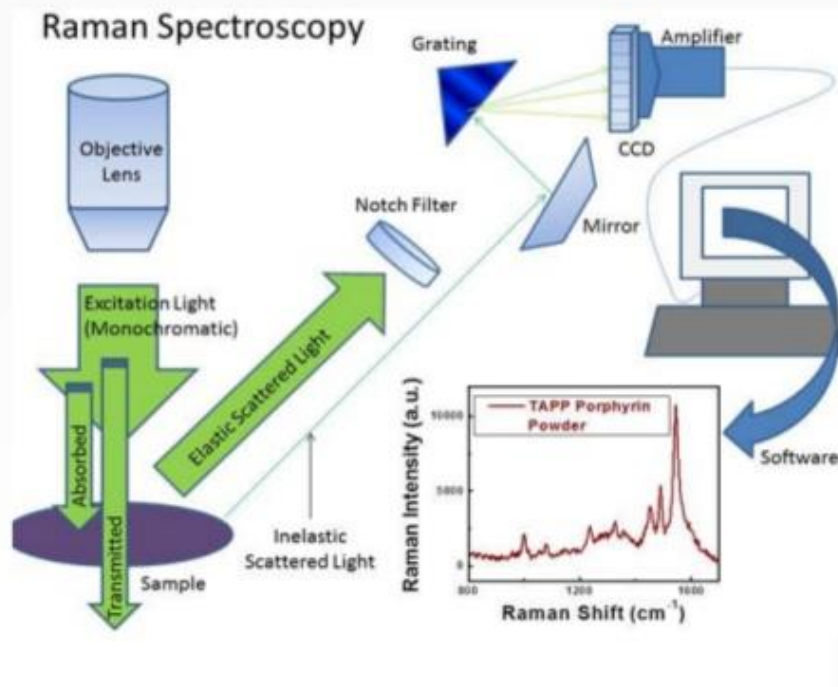 Raman Spectroscopy
Grating
Amplifier
Objective
Lens
CCD
Notch Filter
Mirror
Excitation Light
(Monochromatic)
Elastic Scattered Light
Absorbed
Transmitted
Sample
Inelastic
Scattered Light
Software
TAPP Porphyrin
Powder
Raman Intensity (a.u.)
10000
5000
0
800
1200
1600
Raman Shift (cm⁻¹)